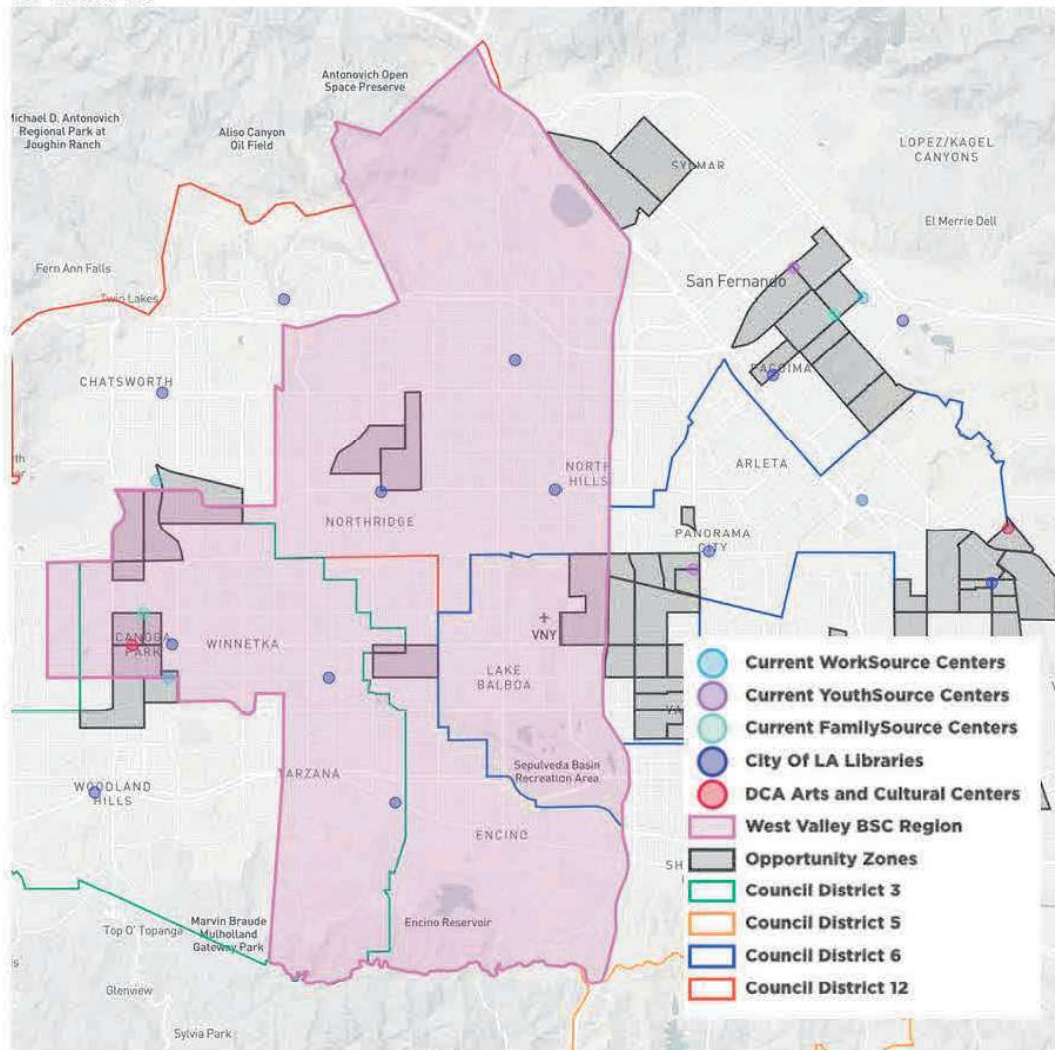 Antonovich Open
Space Preserve
Michael D. Antonovich
Regional Park at
Joughin Ranch
Aliso Canyon
Oil Field
LOPEZ/KAGEL
CANYONS
SYLMAR
El Merrie Dell
Fern Ann Falls
Twin Lakes
San Fernando
CHATSWORTH
PACOIMA
NORTH
HILLS
ARLETA
NORTHRIDGE
PANORAMA
CITY
VNY
CANOGA
PARK
WINNETKA
LAKE
BALBOA
Sepulveda Basin
Recreation Area
TARZANA
WOODLAND
HILLS
ENCINO
Marvin Braude
Mulholland
Gateway Park
Encino Reservoir
Top O' Topanga
Glenview
Sylvia Park
Current WorkSource Centers
Current YouthSource Centers
Current FamilySource Centers
City Of LA Libraries
DCA Arts and Cultural Centers
West Valley BSC Region
Opportunity Zones
Council District 3
Council District 5
Council District 6
Council District 12